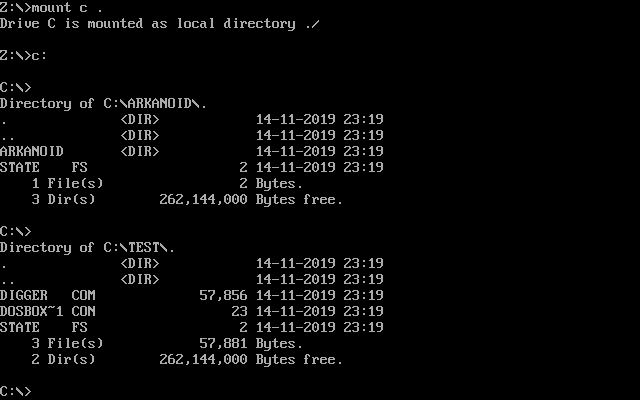 Z:\>mount c .
Drive C is mounted as local directory ./
Z:\>c:
C:\>
Directory of C:\ARKANOID\.
.              <DIR>            14-11-2019 23:19
..             <DIR>            14-11-2019 23:19
ARKANOID       <DIR>            14-11-2019 23:19
STATE    FS                   2 14-11-2019 23:19
    1 File(s)                 2 Bytes.
    3 Dir(s)        262,144,000 Bytes free.
C:\>
Directory of C:\TEST\.
.              <DIR>            14-11-2019 23:19
..             <DIR>            14-11-2019 23:19
DIGGER   COM             57,856 14-11-2019 23:19
DOSBOX~1 CON                 23 14-11-2019 23:19
STATE    FS                   2 14-11-2019 23:19
    3 File(s)            57,881 Bytes.
    2 Dir(s)        262,144,000 Bytes free.
C:\>